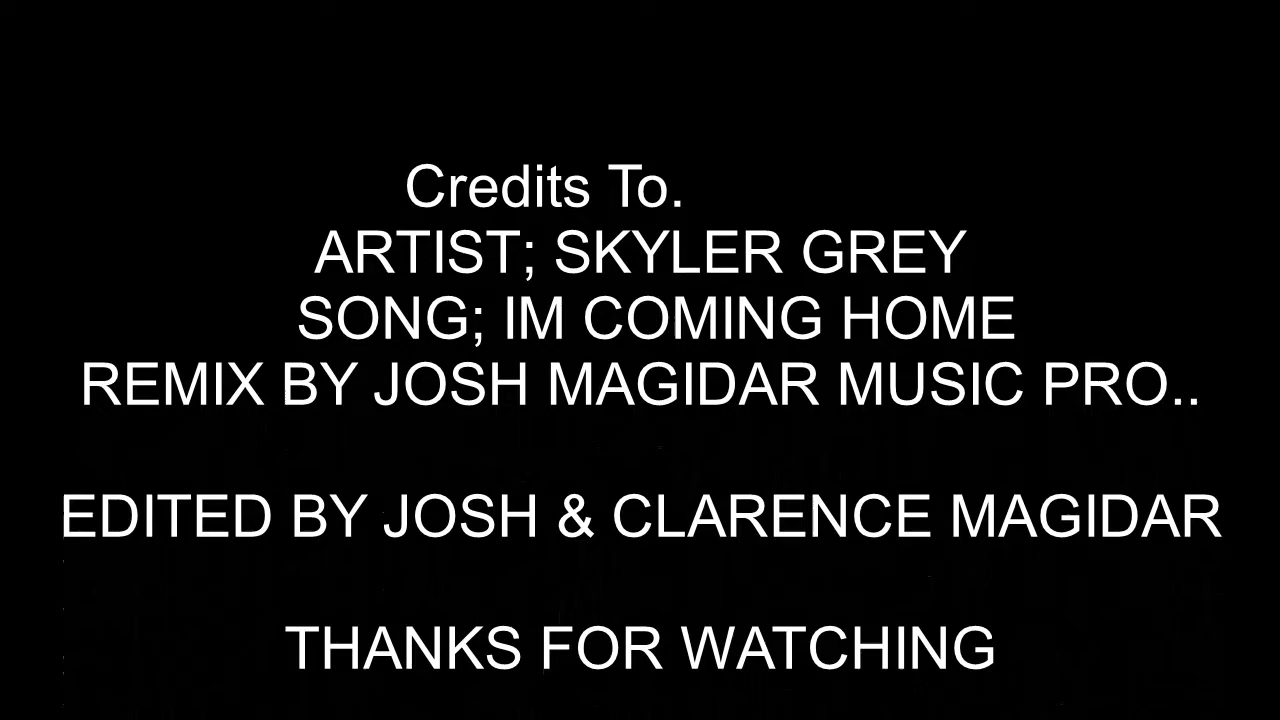 Credits To.
ARTIST; SKYLER GREY
SONG; IM COMING HOME
REMIX BY JOSH MAGIDAR MUSIC PRO..
EDITED BY JOSH & CLARENCE MAGIDAR
THANKS FOR WATCHING